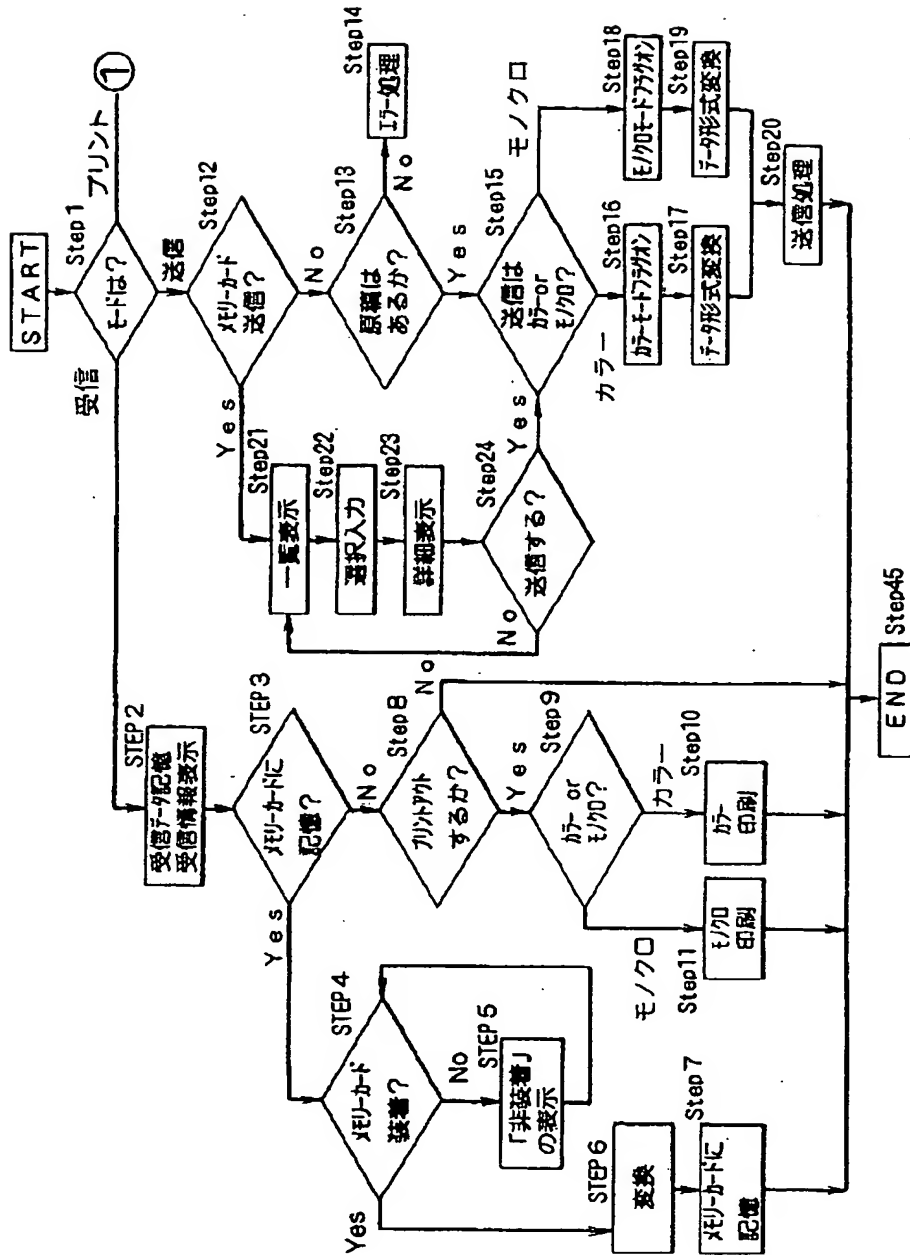 START
Step1
モードは?
プリント
①
受信
送信
STEP2
受信データ記憶
受信情報表示
STEP3
メモリーカードに
記憶?
Yes
No
STEP4
メモリーカード
装着?
Yes
No
STEP5
「非装着」
の表示
STEP6
変換
Step7
メモリーカードに
記憶
Step8
プリントアウト
するか?
No
Yes
Step9
カラーor
モノクロ?
カラー
モノクロ
Step10
カラー
印刷
Step11
モノクロ
印刷
Step12
メモリーカード
送信?
Yes
No
Step13
原稿は
あるか?
No
Yes
Step14
エラー処理
Step15
送信は
カラーor
モノクロ?
カラー
モノクロ
Step16
カラーモードフラグオン
Step17
データ形式変換
Step18
モノクロモードフラグオン
Step19
データ形式変換
Step20
送信処理
Step21
一覧表示
Step22
選択入力
Step23
詳細表示
Step24
送信する?
Yes
No
END
Step45